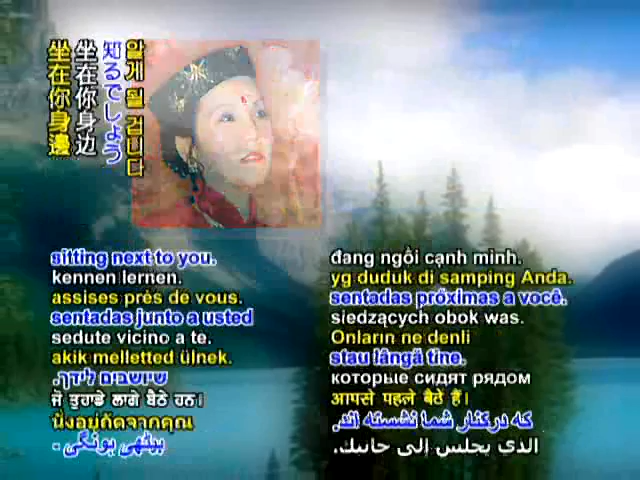 坐在你身邊
坐在你身边
知るでしょう
알게 될 겁니다
sitting next to you.
kennen lernen.
assises près de vous.
sentadas junto a usted
sedute vicino a te.
akik melletted ülnek.
שיושבים לידך.
ਜੋ ਤੁਹਾਡੇ ਲਾਗੇ ਬੈਠੇ ਹਨ।
นั่งอยู่ถัดจากคุณ
بیٹھی ہونگی -
đang ngồi cạnh mình.
yg duduk di samping Anda.
sentadas próximas a você.
siedzących obok was.
Onların ne denli
stau lângă tine.
которые сидят рядом
आपसे पहले बैठें हैं।
که درکنار شما نشسته اند.
الذي يجلس إلى جانبك.